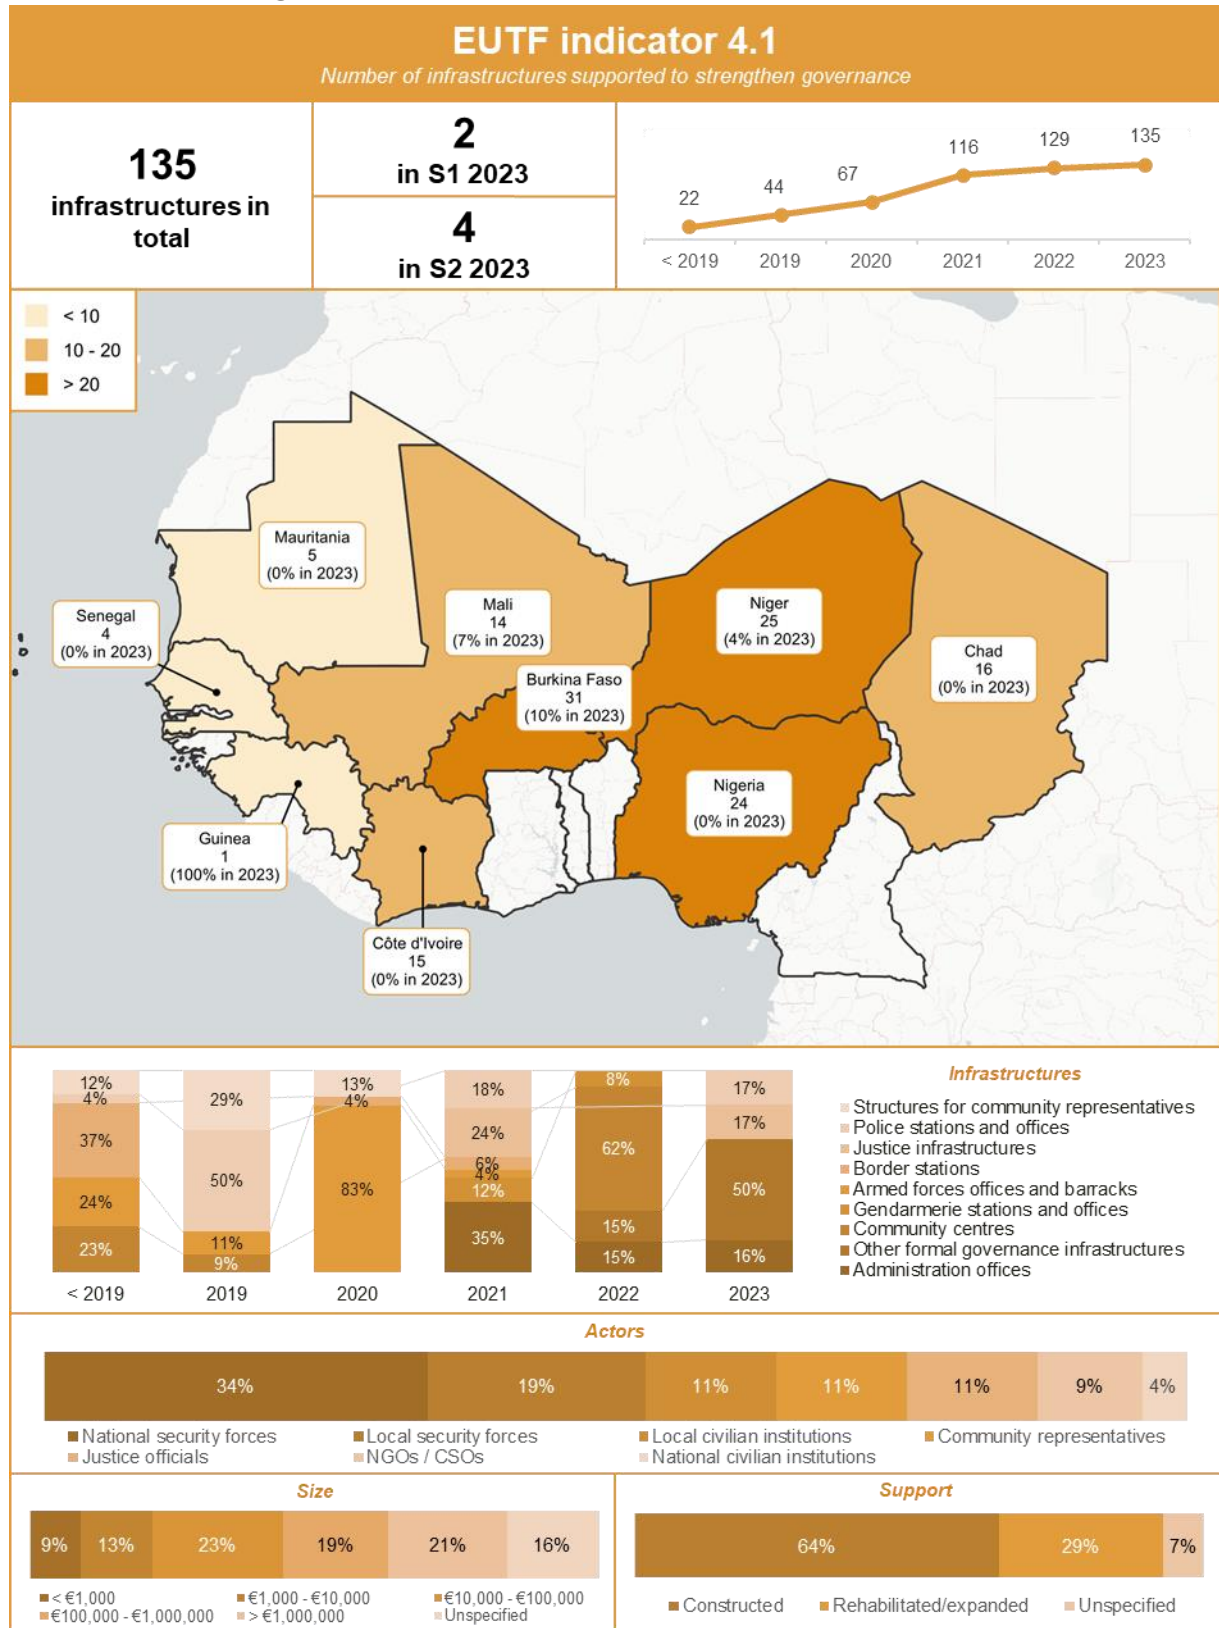 EUTF indicator 4.1
Number of infrastructures supported to strengthen governance
135
infrastructures in
total
2
in S1 2023
4
in S2 2023
22
44
67
116
129
135
< 2019
2019
2020
2021
2022
2023
< 10
10 - 20
> 20
Mauritania
5
(0% in 2023)
Senegal
4
(0% in 2023)
Mali
14
(7% in 2023)
Niger
25
(4% in 2023)
Chad
16
(0% in 2023)
Burkina Faso
31
(10% in 2023)
Nigeria
24
(0% in 2023)
Guinea
1
(100% in 2023)
Côte d'Ivoire
15
(0% in 2023)
12%
4%
37%
24%
23%
< 2019
29%
50%
11%
9%
2019
13%
4%
83%
2020
18%
24%
6%
4%
12%
35%
2021
8%
62%
15%
15%
2022
17%
17%
50%
16%
2023
Infrastructures
Structures for community representatives
Police stations and offices
Justice infrastructures
Border stations
Armed forces offices and barracks
Gendarmerie stations and offices
Community centres
Other formal governance infrastructures
Administration offices
Actors
34% 19% 11% 11% 11% 9% 4%
National security forces Local security forces Local civilian institutions Community representatives
Justice officials NGOs / CSOs National civilian institutions
Size
9% 13% 23% 19% 21% 16%
< €1,000 €1,000 - €10,000 €10,000 - €100,000
€100,000 - €1,000,000 > €1,000,000 Unspecified
Support
64% 29% 7%
Constructed Rehabilitated/expanded Unspecified